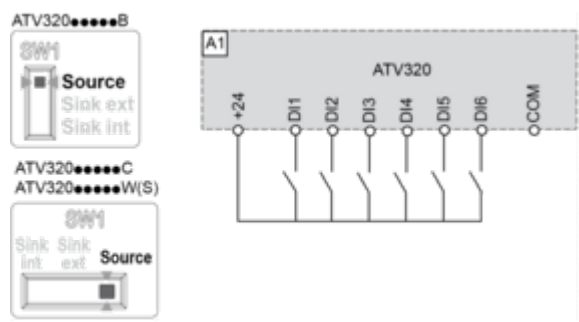 ATV320●●●●●B
SW1
Source
Sink ext
Sink int
ATV320●●●●●C
ATV320●●●●●W(S)
SW1
Sink Sink
int ext Source
A1
ATV320
+24 DI1 DI2 DI3 DI4 DI5 DI6 COM